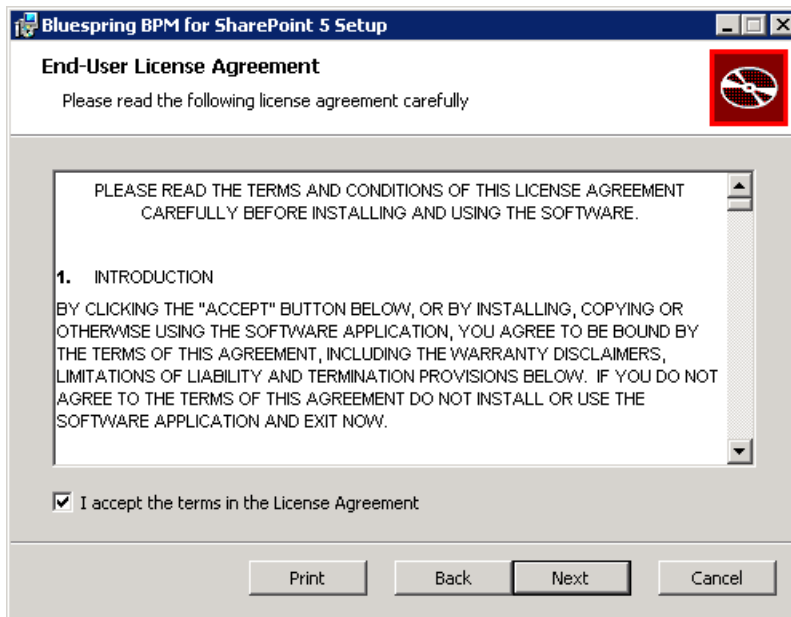 Bluespring BPM for SharePoint 5 Setup
End-User License Agreement
Please read the following license agreement carefully
PLEASE READ THE TERMS AND CONDITIONS OF THIS LICENSE AGREEMENT
CAREFULLY BEFORE INSTALLING AND USING THE SOFTWARE.
1. INTRODUCTION
BY CLICKING THE "ACCEPT" BUTTON BELOW, OR BY INSTALLING, COPYING OR
OTHERWISE USING THE SOFTWARE APPLICATION, YOU AGREE TO BE BOUND BY
THE TERMS OF THIS AGREEMENT, INCLUDING THE WARRANTY DISCLAIMERS,
LIMITATIONS OF LIABILITY AND TERMINATION PROVISIONS BELOW. IF YOU DO NOT
AGREE TO THE TERMS OF THIS AGREEMENT DO NOT INSTALL OR USE THE
SOFTWARE APPLICATION AND EXIT NOW.
I accept the terms in the License Agreement
Print Back Next Cancel